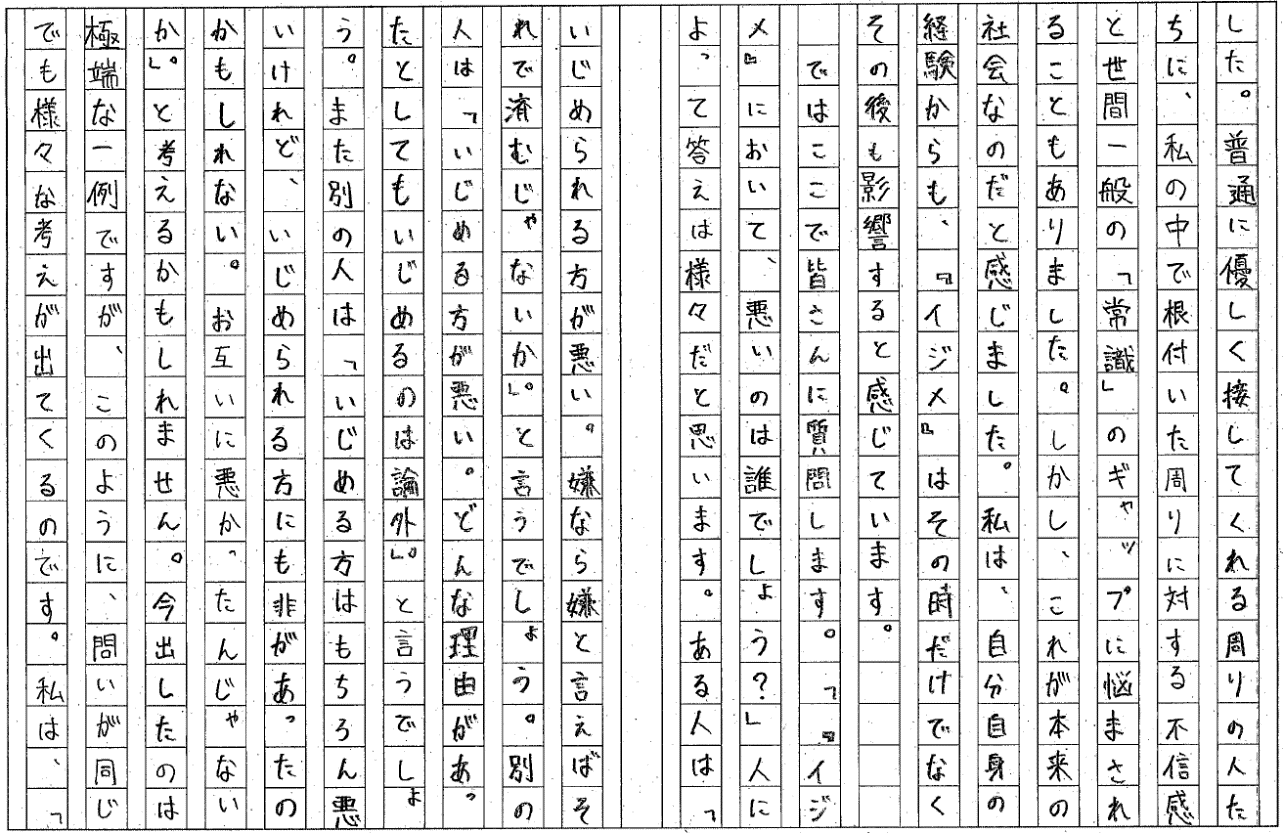 した。普通に優しく接してくれる周りの人た
ちに、私の中で根付いた周りに対する不信感
と世間一般の「常識」のギャップに悩まされ
ることもありました。しかし、これが本来の
社会なのだと感じました。私は、自分自身の
経験からも、『イジメ』はその時だけでなく
その後も影響すると感じています。
ではここで皆さんに質問します。「『イジ
メ』において、悪いのは誰でしょう?」人に
よって答えは様々だと思います。ある人は「
いじめられる方が悪い。嫌なら嫌と言えばそ
れで済むじゃないか。」と言うでしょう。別の
人は「いじめる方が悪い。どんな理由があっ
たとしてもいじめるのは論外」。と言うでしょ
う。また別の人は「いじめる方はもちろん悪
いけれど、いじめられる方にも非があったの
かもしれない。お互いに悪かったんじゃない
か」。と考えるかもしれません。今出したのは
極端な一例ですが、このように、問いが同じ
でも様々な考えが出てくるのです。私は、「